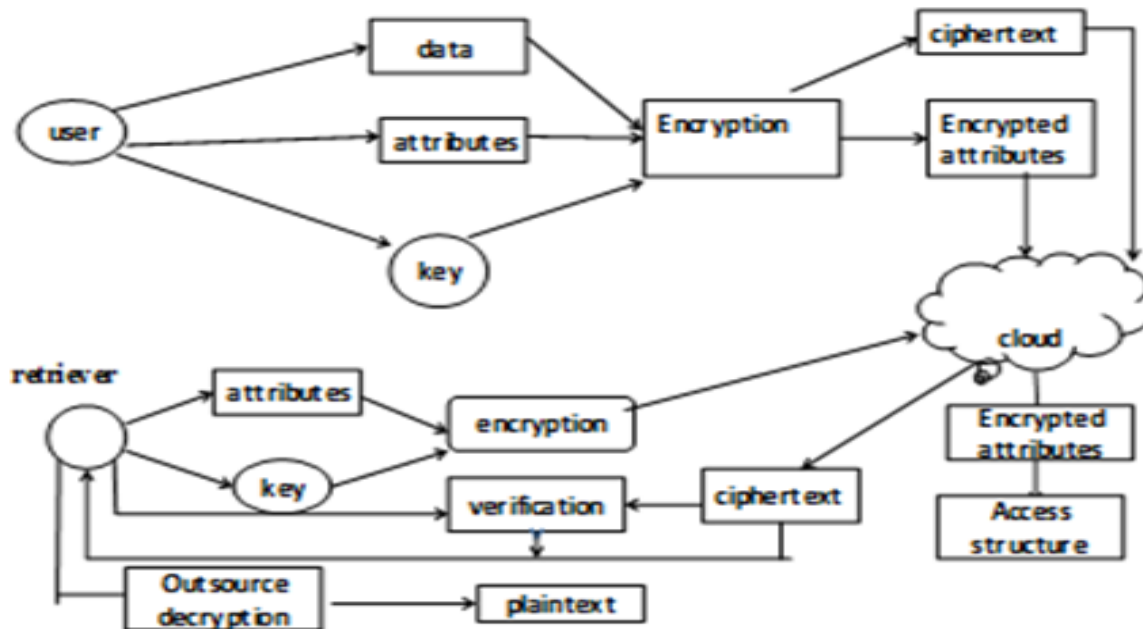 data
ciphertext
user
attributes
Encryption
Encrypted
attributes
key
cloud
retriever
attributes
encryption
Encrypted
attributes
key
verification
ciphertext
Access
structure
Outsource
decryption
plaintext